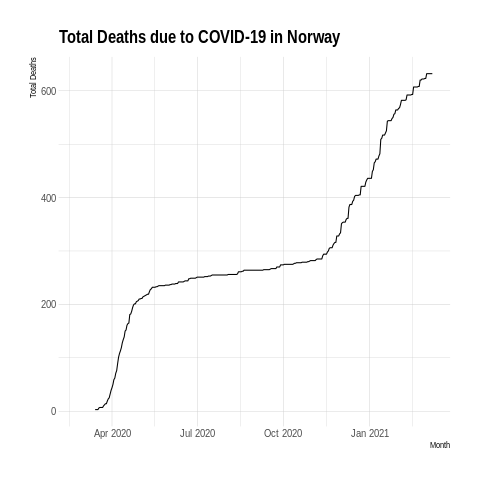 Total Deaths due to COVID-19 in Norway
Total Deaths
600
400
200
0
Apr 2020 Jul 2020 Oct 2020 Jan 2021
Month